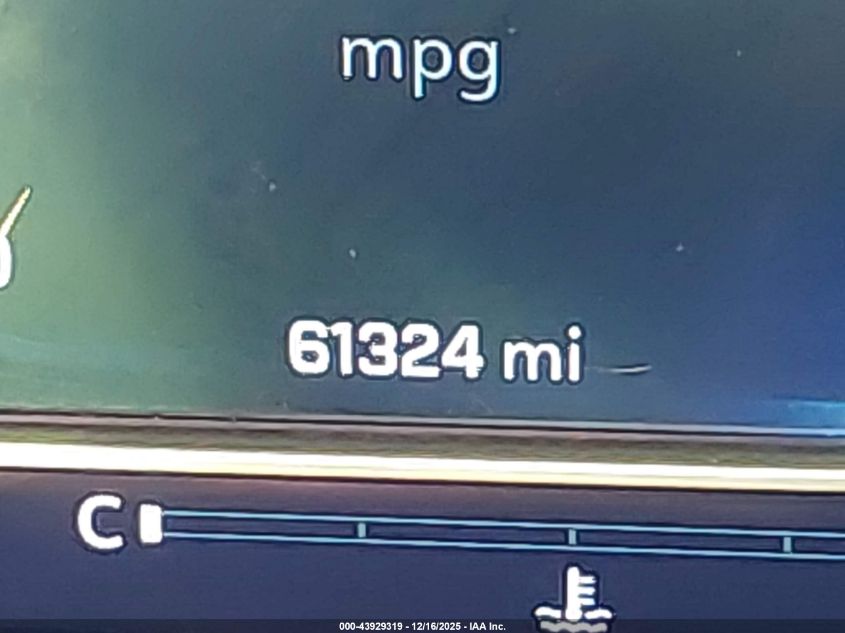 mpg
61324 mi
C
000-43929319 - 12/16/2025 - IAA Inc.